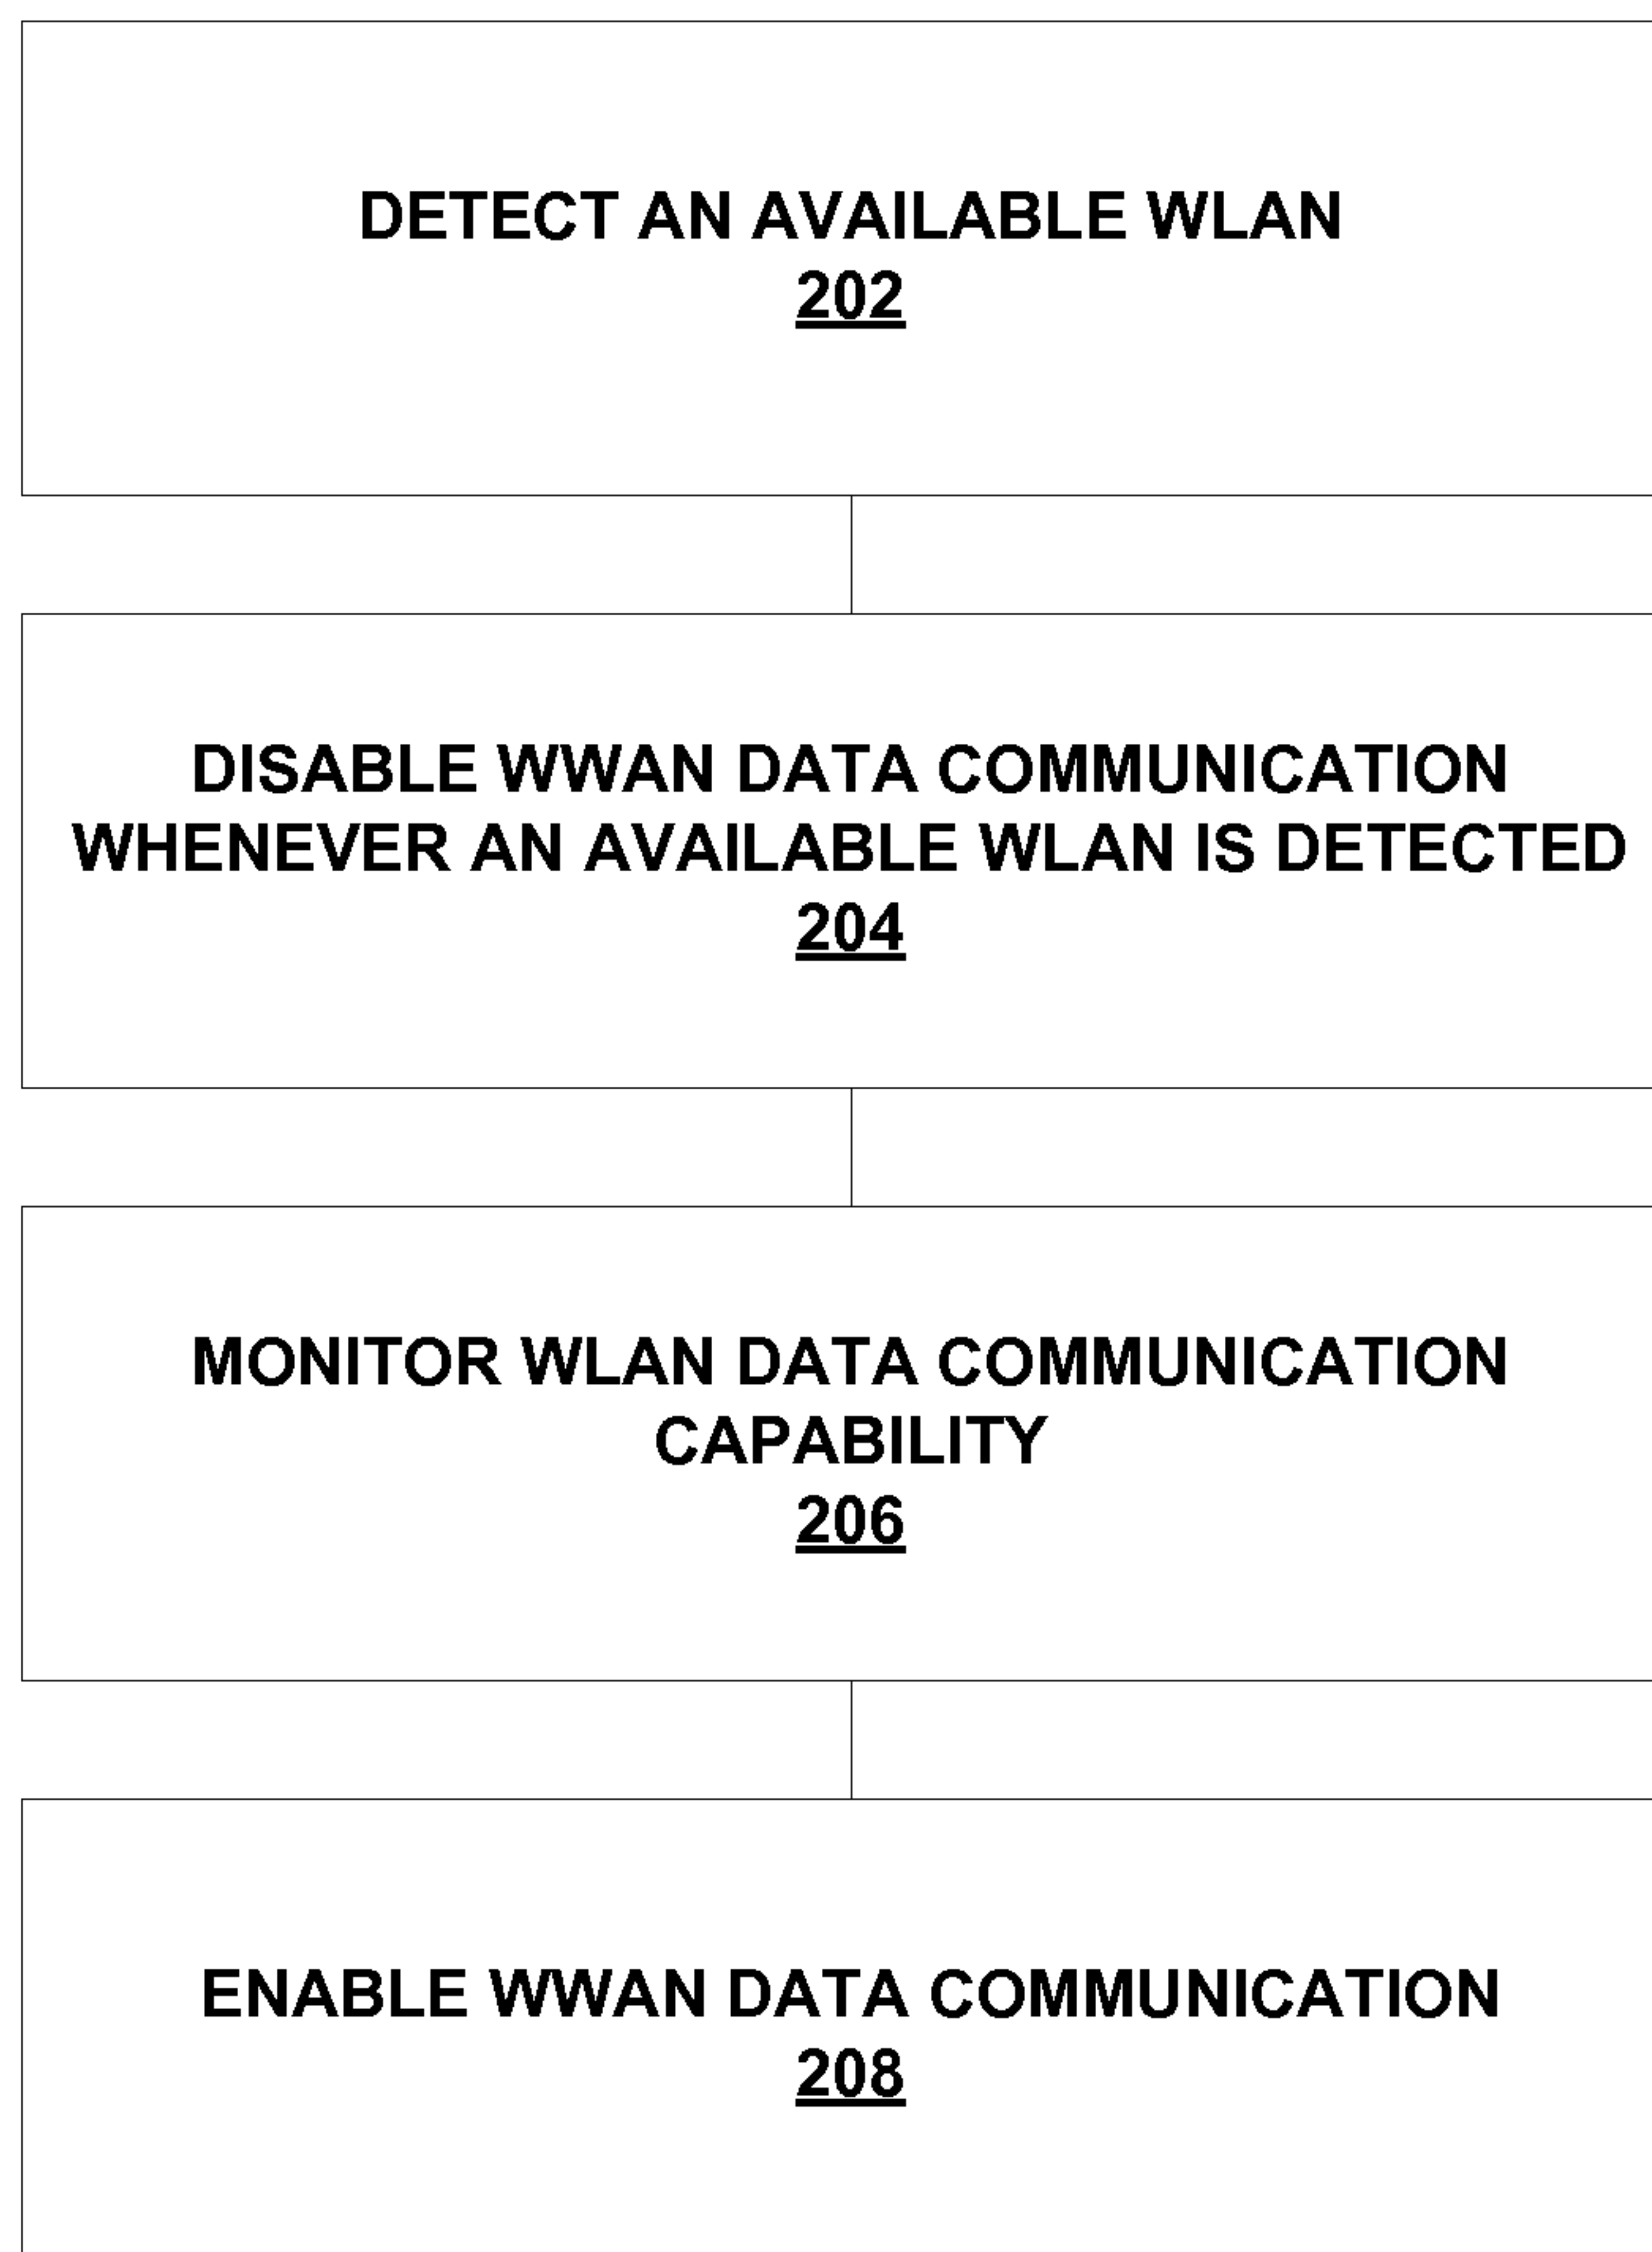 DETECT AN AVAILABLE WLAN
202
DISABLE WWAN DATA COMMUNICATION
WHENEVER AN AVAILABLE WLAN IS DETECTED
204
MONITOR WLAN DATA COMMUNICATION
CAPABILITY
206
ENABLE WWAN DATA COMMUNICATION
208